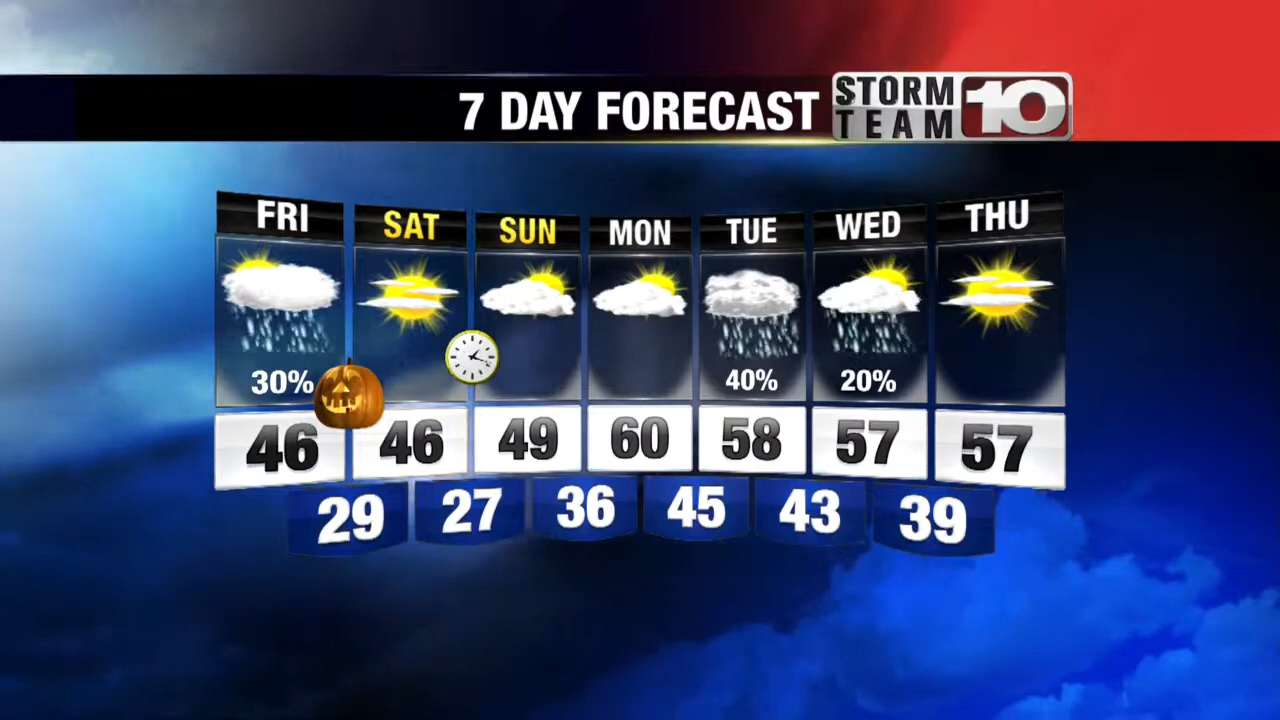 7 DAY FORECAST
STORM TEAM 10
FRI SAT SUN MON TUE WED THU
30% 40% 20%
46 46 49 60 58 57 57
29 27 36 45 43 39